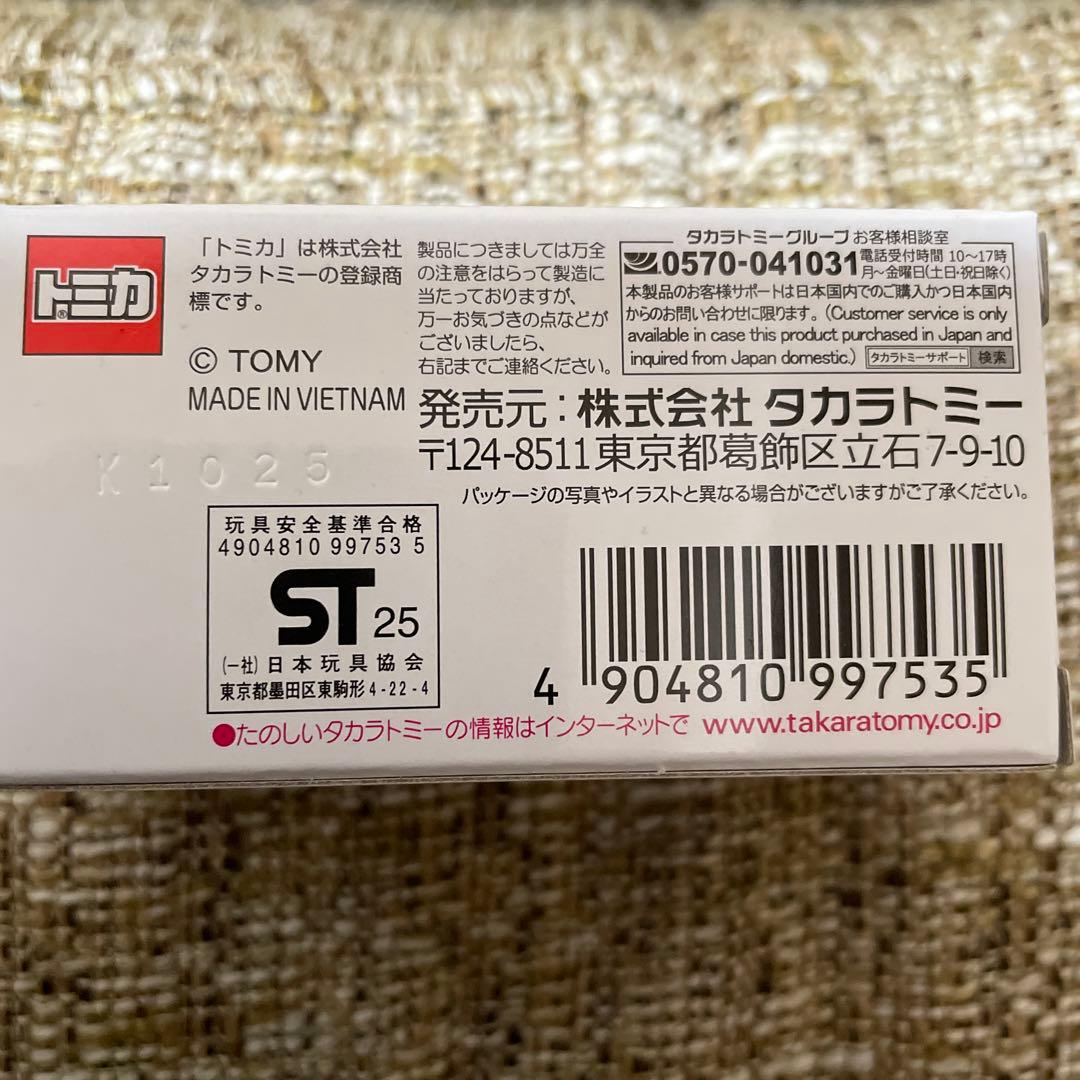 トミカ®
「トミカ」は株式会社
タカラトミーの登録商
標です。
© TOMY
MADE IN VIETNAM
K1025
製品につきましては万全
の注意をはらって製造に
当たっておりますが、
万一お気づきの点などが
ございましたら、
右記までご連絡ください。
タカラトミーグループ お客様相談室
0570-041031 電話受付時間 10〜17時
月〜金曜日(土日・祝日除く)
本製品のお客様サポートは日本国内でのご購入かつ日本国内
からのお問い合わせに限ります。(Customer service is only
available in case this product purchased in Japan and
inquired from Japan domestic.) タカラトミーサポート 検索
発売元:株式会社 タカラトミー
〒124-8511 東京都葛飾区立石7-9-10
パッケージの写真やイラストと異なる場合がございますがご了承ください。
玩具安全基準合格
4904810 99753 5
ST 25
(一社)日本玩具協会
東京都墨田区東駒形4-22-4
4 904810 997535
●たのしいタカラトミーの情報はインターネットで www.takaratomy.co.jp